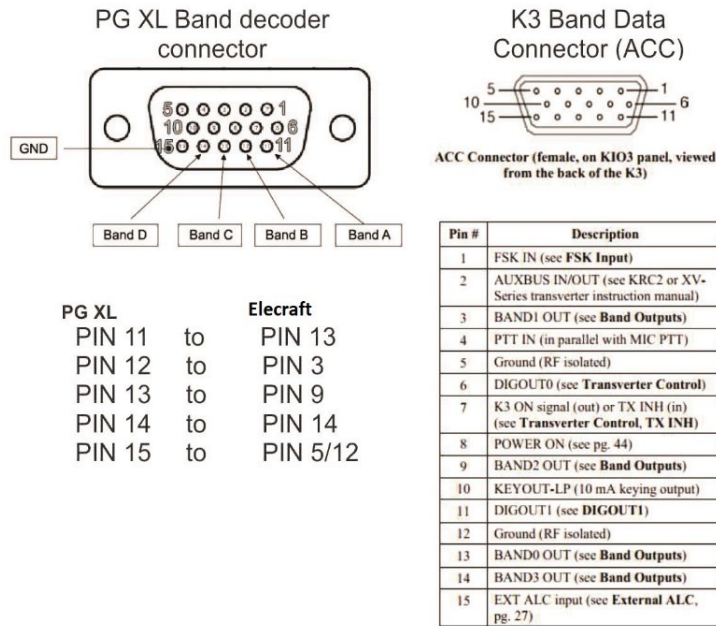 PG XL Band decoder
connector
5 1
10 6
15 11
GND
Band D Band C Band B Band A
PG XL Elecraft
PIN 11 to PIN 13
PIN 12 to PIN 3
PIN 13 to PIN 9
PIN 14 to PIN 14
PIN 15 to PIN 5/12
K3 Band Data
Connector (ACC)
5 1
10 6
15 11
ACC Connector (female, on KIO3 panel, viewed
from the back of the K3)
Pin # Description
1 FSK IN (see FSK Input)
2 AUXBUS IN/OUT (see KRC2 or XV-
Series transverter instruction manual)
3 BAND1 OUT (see Band Outputs)
4 PTT IN (in parallel with MIC PTT)
5 Ground (RF isolated)
6 DIGOUT0 (see Transverter Control)
7 K3 ON signal (out) or TX INH (in)
(see Transverter Control, TX INH)
8 POWER ON (see pg. 44)
9 BAND2 OUT (see Band Outputs)
10 KEYOUT-LP (10 mA keying output)
11 DIGOUT1 (see DIGOUT1)
12 Ground (RF isolated)
13 BAND0 OUT (see Band Outputs)
14 BAND3 OUT (see Band Outputs)
15 EXT ALC input (see External ALC,
pg. 27)